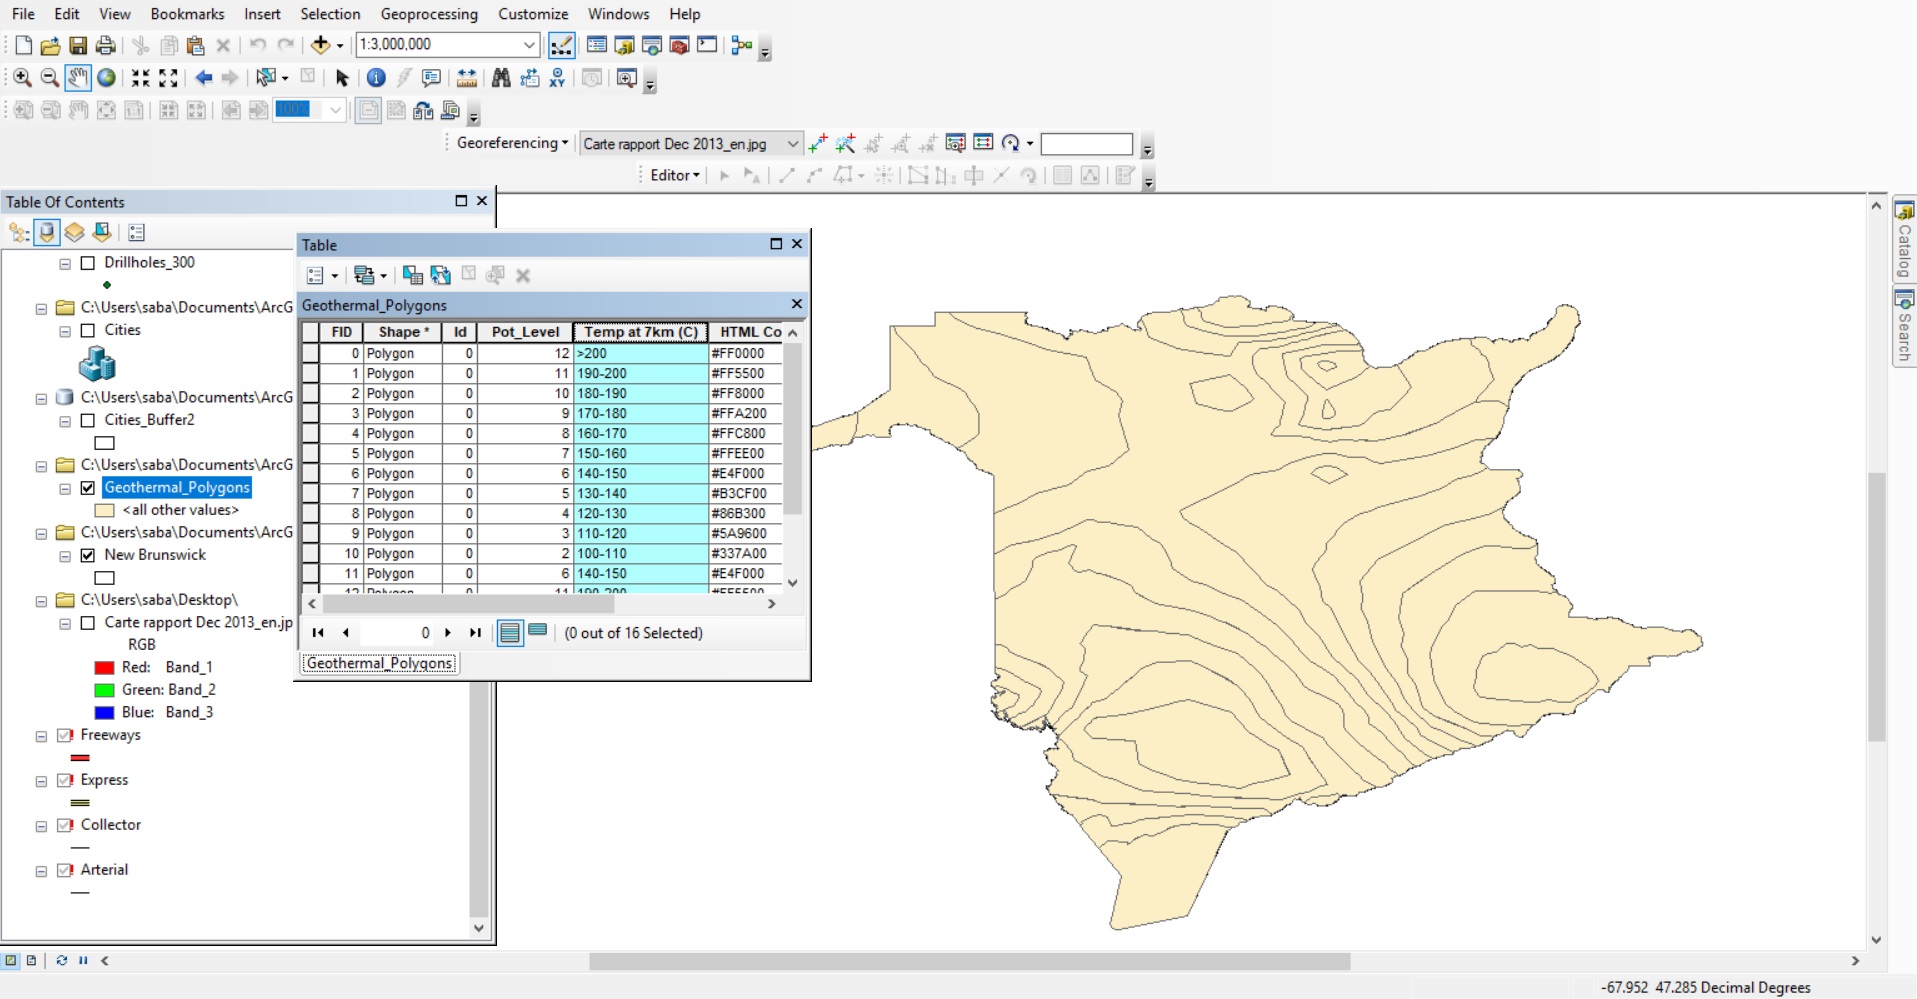 File Edit View Bookmarks Insert Selection Geoprocessing Customize Windows Help
1:3,000,000
100%
Georeferencing Carte rapport Dec 2013_en.jpg
Editor
Table Of Contents
Drillholes_300
C:\Users\saba\Documents\ArcG
Cities
C:\Users\saba\Documents\ArcG
Cities_Buffer2
C:\Users\saba\Documents\ArcG
Geothermal_Polygons
<all other values>
C:\Users\saba\Documents\ArcG
New Brunswick
C:\Users\saba\Desktop\
Carte rapport Dec 2013_en.jp
RGB
Red: Band_1
Green: Band_2
Blue: Band_3
Freeways
Express
Collector
Arterial
Table
Geothermal_Polygons
FID Shape * Id Pot_Level Temp at 7km (C) HTML Co
0 Polygon 0 12 >200 #FF0000
1 Polygon 0 11 190-200 #FF5500
2 Polygon 0 10 180-190 #FF8000
3 Polygon 0 9 170-180 #FFA200
4 Polygon 0 8 160-170 #FFC800
5 Polygon 0 7 150-160 #FFEE00
6 Polygon 0 6 140-150 #E4F000
7 Polygon 0 5 130-140 #B3CF00
8 Polygon 0 4 120-130 #86B300
9 Polygon 0 3 110-120 #5A9600
10 Polygon 0 2 100-110 #337A00
11 Polygon 0 6 140-150 #E4F000
12 Polygon 0 11 190-200 #FF5500
0 (0 out of 16 Selected)
Geothermal_Polygons
Catalog
Search
-67.952 47.285 Decimal Degrees